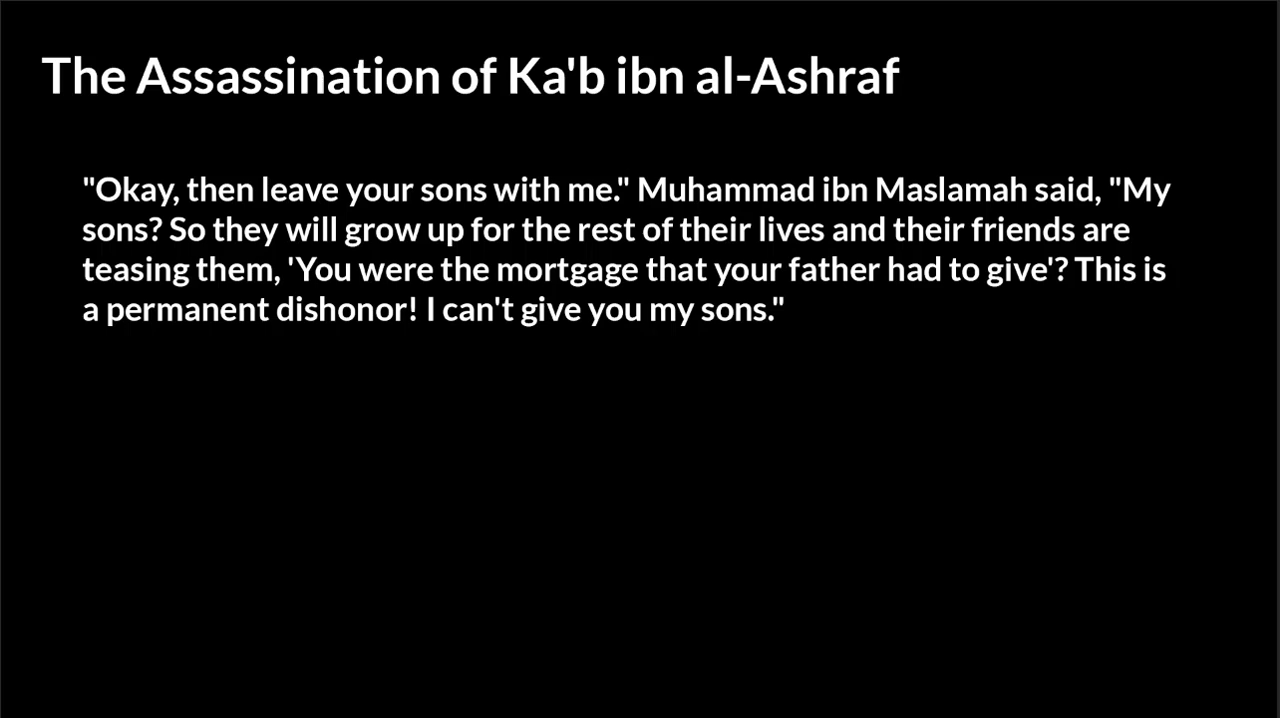 The Assassination of Ka'b ibn al-Ashraf
"Okay, then leave your sons with me." Muhammad ibn Maslamah said, "My
sons? So they will grow up for the rest of their lives and their friends are
teasing them, 'You were the mortgage that your father had to give'? This is
a permanent dishonor! I can't give you my sons."